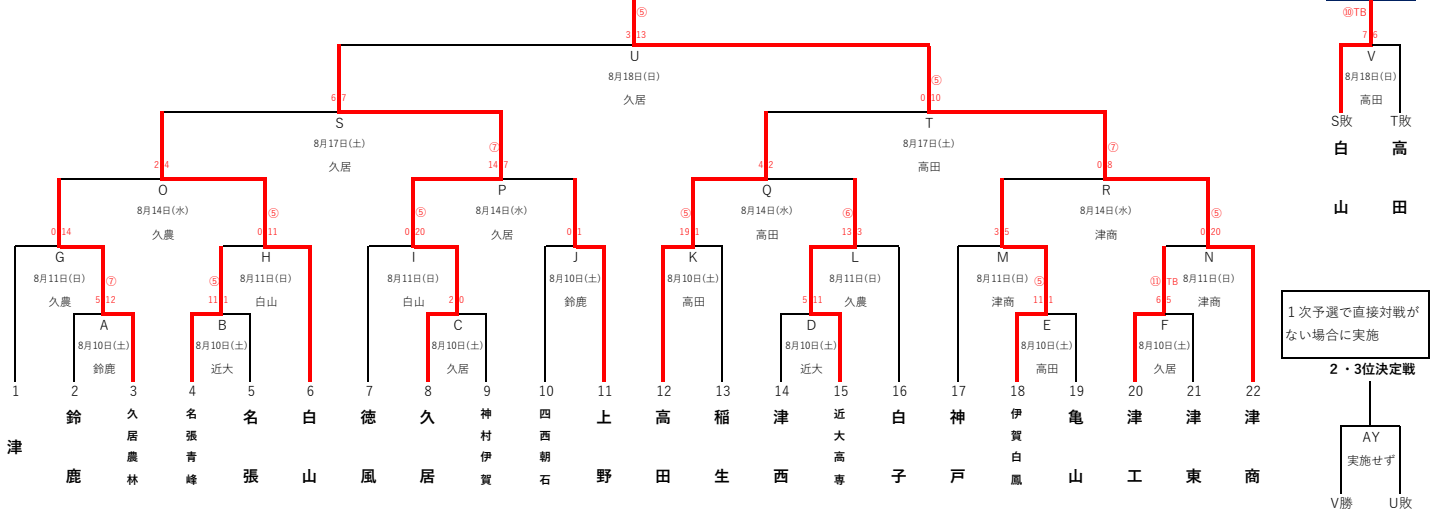 ⑤
3 13
U
8月18日(日)
久居
⑩TB
7 6
V
8月18日(日)
高田
S敗 T敗
白山 高田
6 7
S
8月17日(土)
久居
⑤
0 10
T
8月17日(土)
高田
2 4
O
8月14日(水)
久農
⑦
14 7
P
8月14日(水)
久居
4 2
Q
8月14日(水)
高田
⑦
0 8
R
8月14日(水)
津商
0 14
G
8月11日(日)
久農
⑤
0 11
H
8月11日(日)
白山
⑤
0 20
I
8月11日(日)
白山
0 1
J
8月10日(土)
鈴鹿
⑤
19 1
K
8月10日(土)
高田
⑥
13 3
L
8月11日(日)
久農
3 5
M
8月11日(日)
津商
⑤
0 20
N
8月11日(日)
津商
⑦
5 12
A
8月10日(土)
鈴鹿
⑤
11 1
B
8月10日(土)
近大
2 0
C
8月10日(土)
久居
5 11
D
8月10日(土)
近大
⑤
11 1
E
8月10日(土)
高田
⑪TB
6 5
F
8月10日(土)
久居
1 2 3 4 5 6 7 8 9 10 11 12 13 14 15 16 17 18 19 20 21 22
津
鈴鹿
久居農林
名張青峰
名張
白山
徳風
久居
神村伊賀
四西朝石
上野
高田
稲生
津西
近大高専
白子
神戸
伊賀白鳳
亀山
津工
津東
津商
1次予選で直接対戦が
ない場合に実施
2・3位決定戦
AY
実施せず
V勝 U敗